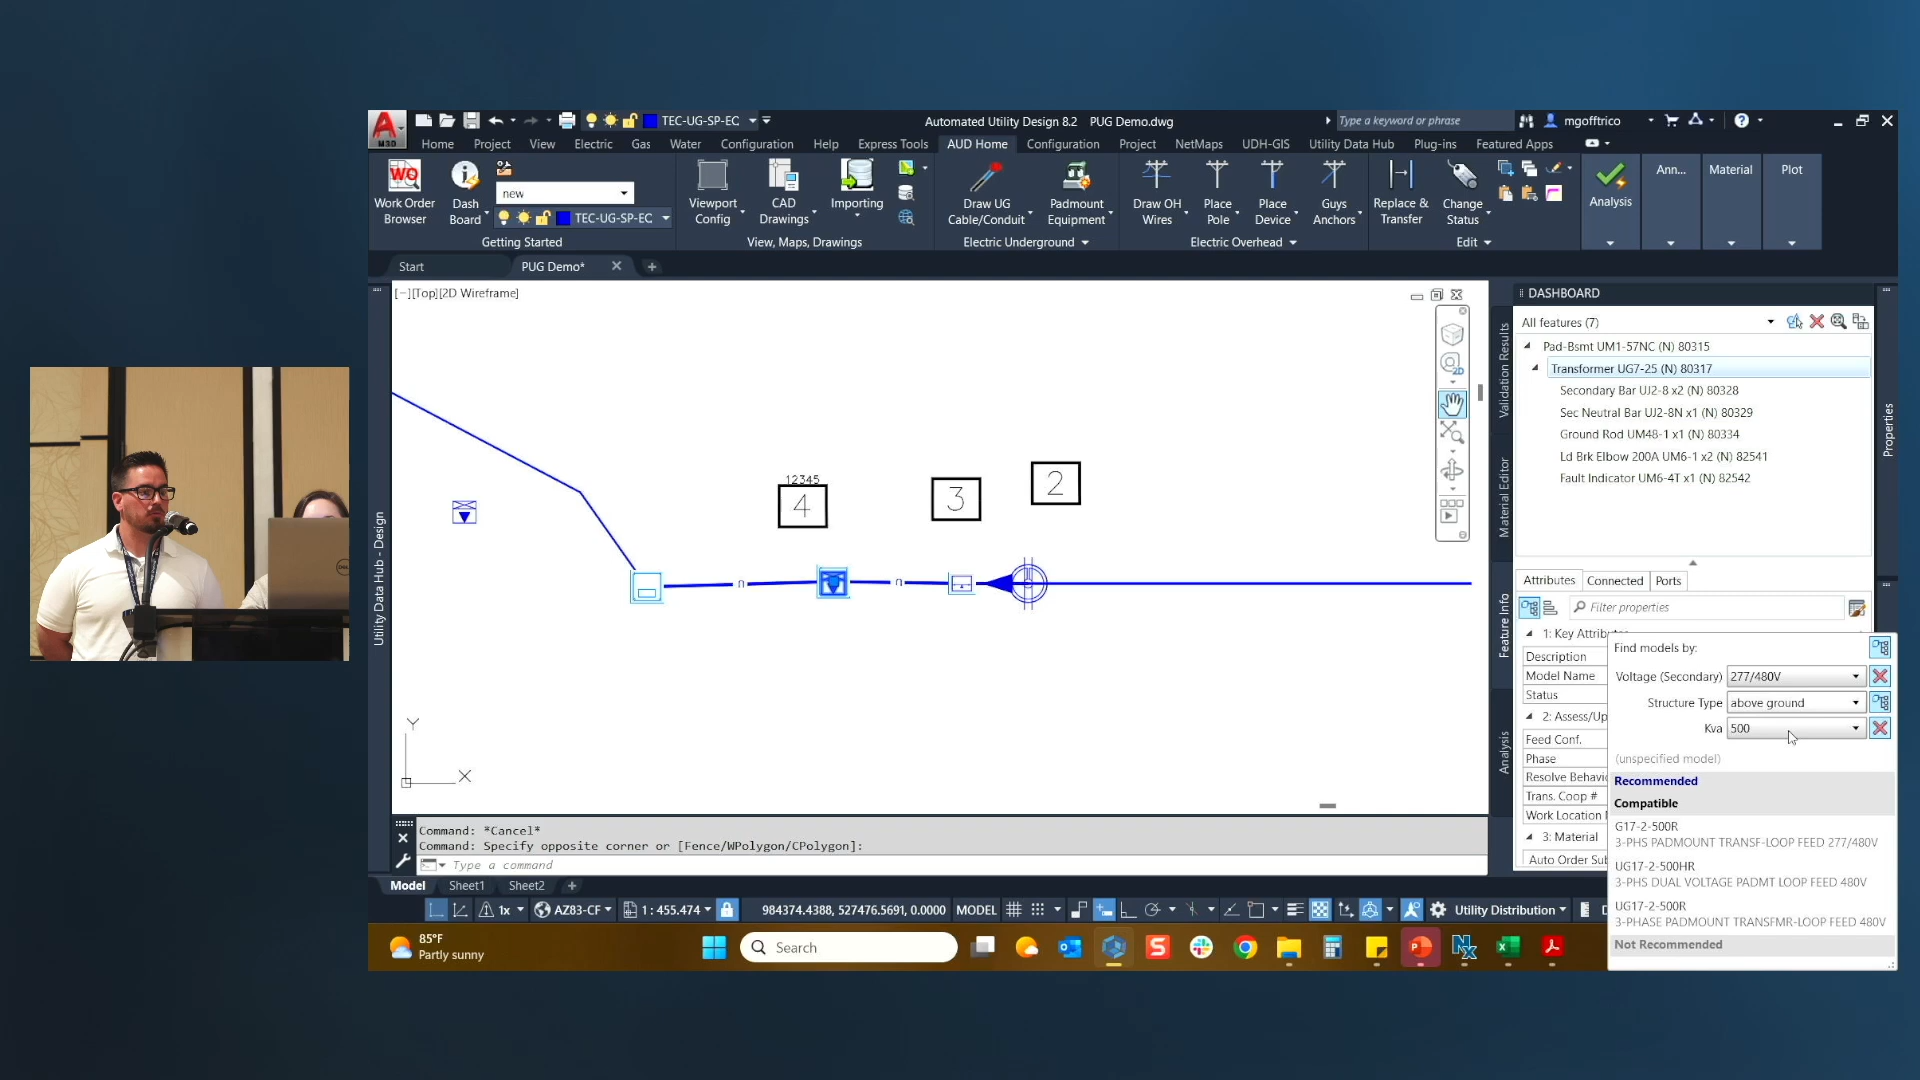 M3D
TEC-UG-SP-EC
Automated Utility Design 8.2 PUG Demo.dwg
Type a keyword or phrase
mgofftrico
Home Project View Electric Gas Water Configuration Help Express Tools AUD Home Configuration Project NetMaps UDH-GIS Utility Data Hub Plug-ins Featured Apps
WO
Work Order
Browser
Dash
Board
new
TEC-UG-SP-EC
Viewport
Config
CAD
Drawings
Importing
Draw UG
Cable/Conduit
Padmount
Equipment
Draw OH
Wires
Place
Pole
Place
Device
Guys
Anchors
Replace &
Transfer
Change
Status
Analysis
Ann...
Material
Plot
Getting Started
View, Maps, Drawings
Electric Underground
Electric Overhead
Edit
Start
PUG Demo*
[−][Top][2D Wireframe]
Utility Data Hub - Design
12345
4
3
2
n
n
Y
X
2D
Validation Results
Material Editor
Feature Info
Analysis
Properties
DASHBOARD
All features (7)
Pad-Bsmt UM1-57NC (N) 80315
Transformer UG7-25 (N) 80317
Secondary Bar UJ2-8 x2 (N) 80328
Sec Neutral Bar UJ2-8N x1 (N) 80329
Ground Rod UM48-1 x1 (N) 80334
Ld Brk Elbow 200A UM6-1 x2 (N) 82541
Fault Indicator UM6-4T x1 (N) 82542
Attributes Connected Ports
Filter properties
1: Key Attribu
Description
Model Name
Status
2: Assess/Up
Feed Conf.
Phase
Resolve Behavio
Trans. Coop #
Work Location
3: Material
Auto Order Sub
Find models by:
Voltage (Secondary) 277/480V
Structure Type above ground
Kva 500
(unspecified model)
Recommended
Compatible
G17-2-500R
3-PHS PADMOUNT TRANSF-LOOP FEED 277/480V
UG17-2-500HR
3-PHS DUAL VOLTAGE PADMT LOOP FEED 480V
UG17-2-500R
3-PHASE PADMOUNT TRANSFMR-LOOP FEED 480V
Not Recommended
Command: *Cancel*
Command: Specify opposite corner or [Fence/WPolygon/CPolygon]:
Type a command
Model Sheet1 Sheet2
1x
AZ83-CF
1 : 455.474
984374.4388, 527476.5691, 0.0000 MODEL
Utility Distribution
85°F
Partly sunny
Search